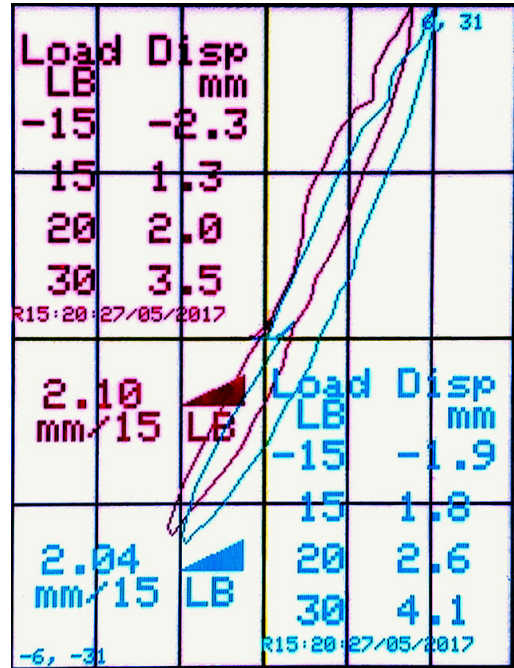 6, 31
Load Disp
LB mm
-15 -2.3
15 1.3
20 2.0
30 3.5
R15:20:27/05/2017
2.10
mm/15 LB
Load Disp
LB mm
-15 -1.9
15 1.8
20 2.6
30 4.1
R15:20:27/05/2017
2.04
mm/15 LB
-6, -31